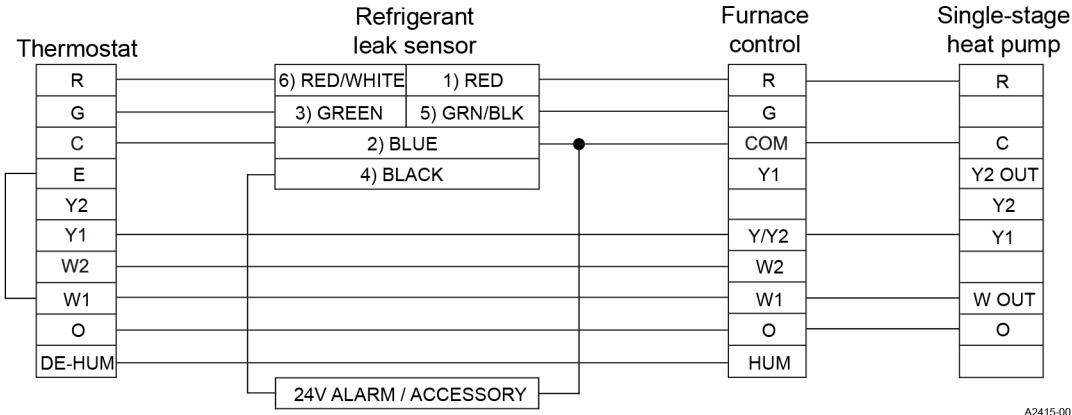 Thermostat
Refrigerant
leak sensor
Furnace
control
Single-stage
heat pump
R 6) RED/WHITE 1) RED R R
G 3) GREEN 5) GRN/BLK G
C 2) BLUE COM C
E 4) BLACK Y1 Y2 OUT
Y2 Y2
Y1 Y/Y2 Y1
W2 W2
W1 W1 W OUT
O O O
DE-HUM HUM
24V ALARM / ACCESSORY
A2415-00